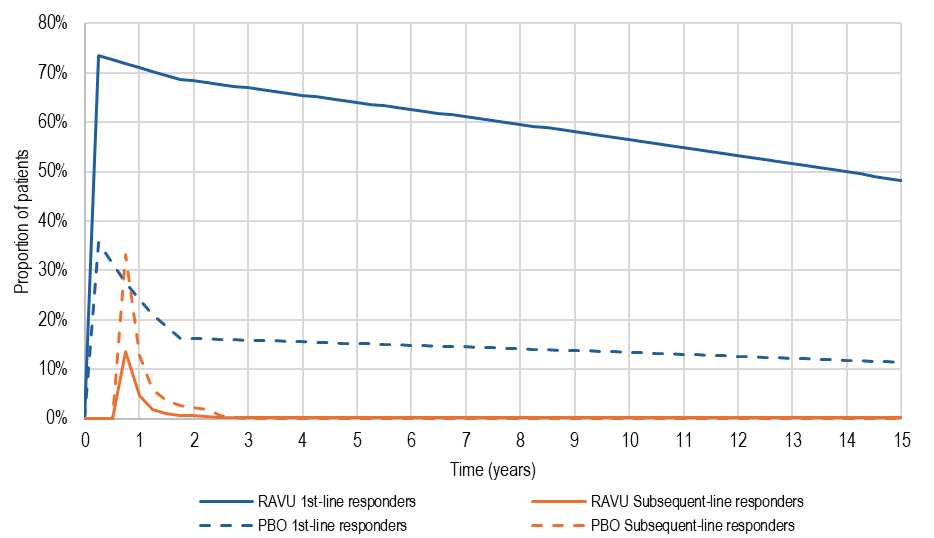 80%
70%
60%
50%
40%
30%
20%
10%
0%
Proportion of patients
0 1 2 3 4 5 6 7 8 9 10 11 12 13 14 15
Time (years)
RAVU 1st-line responders RAVU Subsequent-line responders
PBO 1st-line responders PBO Subsequent-line responders